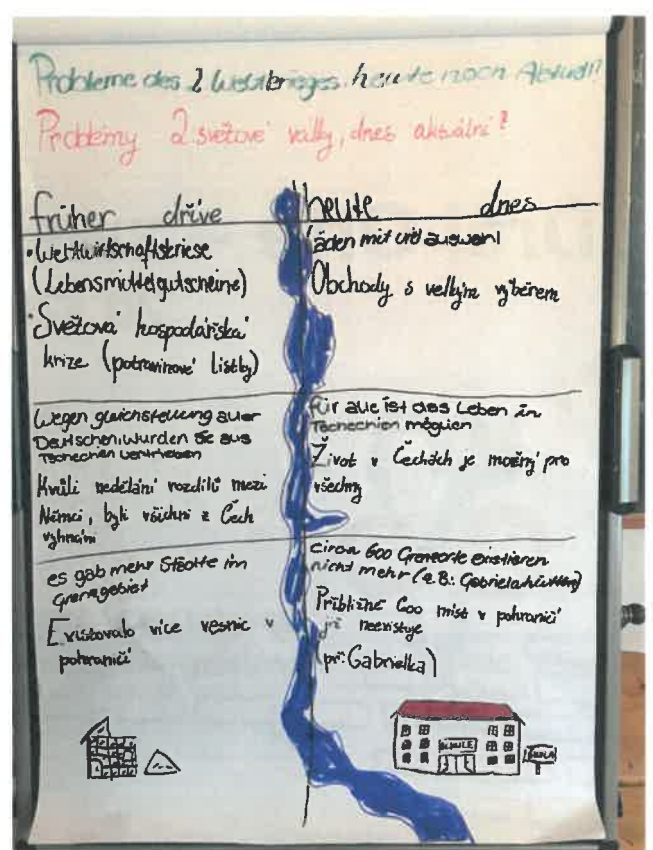 Probleme des 2 Weltkrieges. heute noch Aktuell?
Problémy 2 světové války, dnes aktuální?
früher dříve
heute dnes
• Weltwirtschaftskriese
(Lebensmittelgutscheine)
• Světová hospodářská
krize (potravinové lístky)
Läden mit viel auswahl
Obchody s velkým výběrem
Wegen gleichstellung aller
Deutschen, wurden sie aus
Tschechien vertrieben
Kvůli nedělání rozdílů mezi
Němci, byli všichni z Čech
vyhnáni
für alle ist das Leben in
Tschechien möglich
Život v Čechách je možný pro
všechny
es gab mehr Städte im
Grenzgebiet
Existovalo více vesnic v
pohraničí
circa 600 Grenzorte existieren
nicht mehr (z.B.: Gabrielahütten)
Približně 600 míst v pohraničí
již neexistuje
(př: Gabrielka)
SCHULE
ŠKOLA